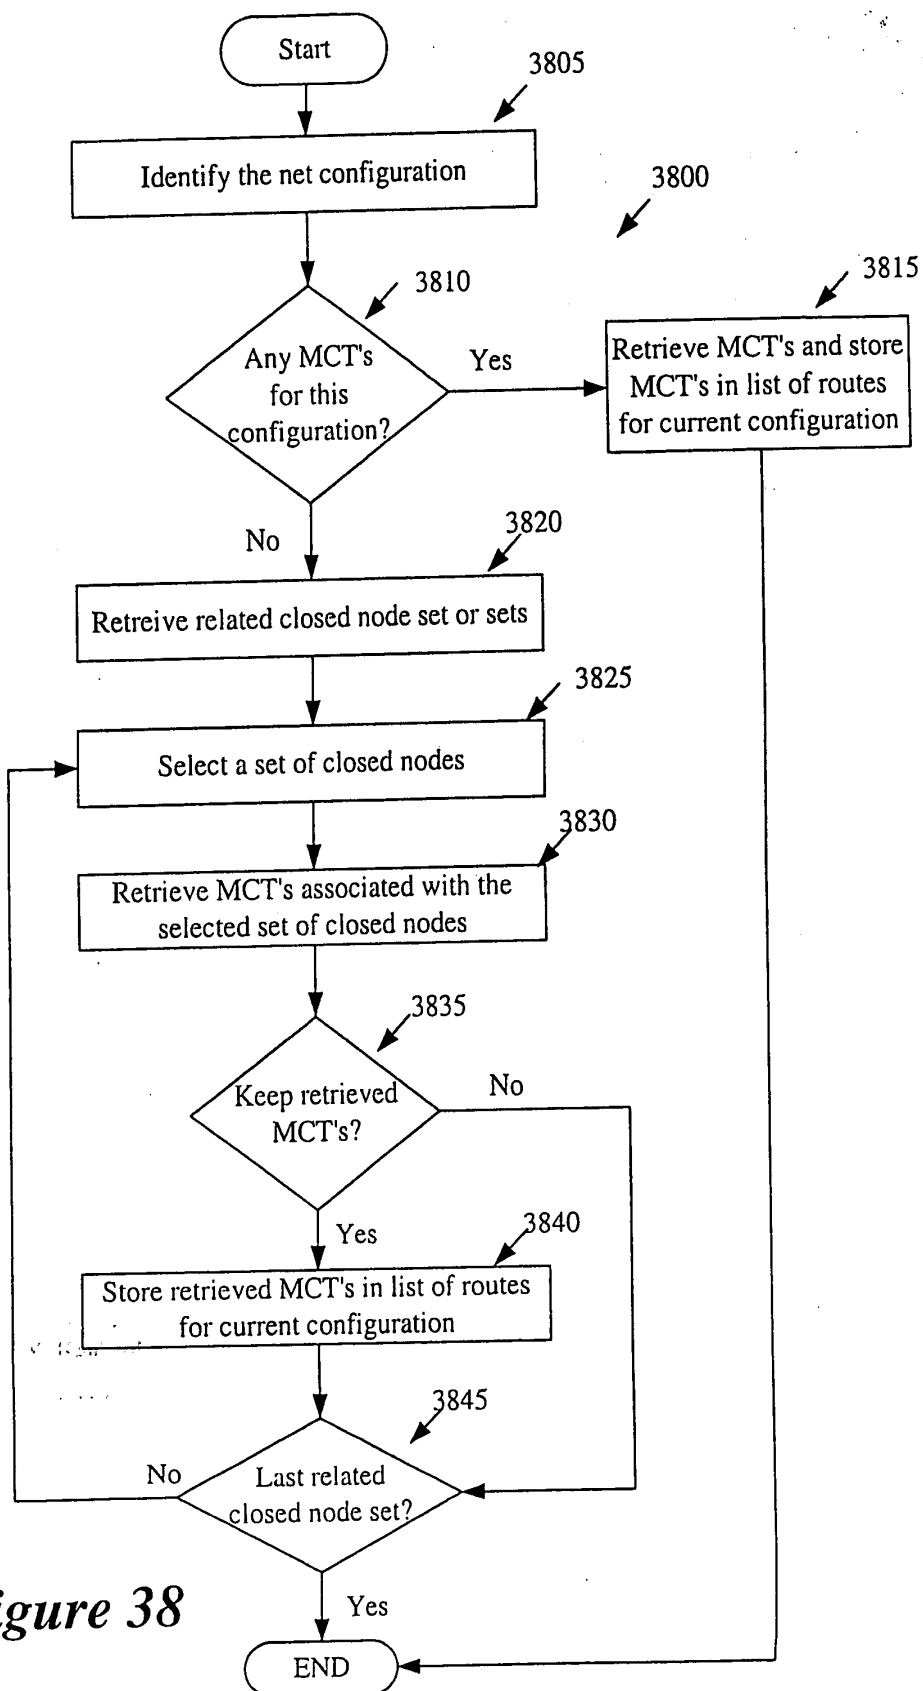 Start
3805
Identify the net configuration
3800
3810
3815
Any MCT's
for this
configuration?
Yes
Retrieve MCT's and store
MCT's in list of routes
for current configuration
No
3820
Retreive related closed node set or sets
3825
Select a set of closed nodes
3830
Retrieve MCT's associated with the
selected set of closed nodes
3835
Keep retrieved
MCT's?
No
Yes
3840
Store retrieved MCT's in list of routes
for current configuration
3845
No
Last related
closed node set?
igure 38
Yes
END